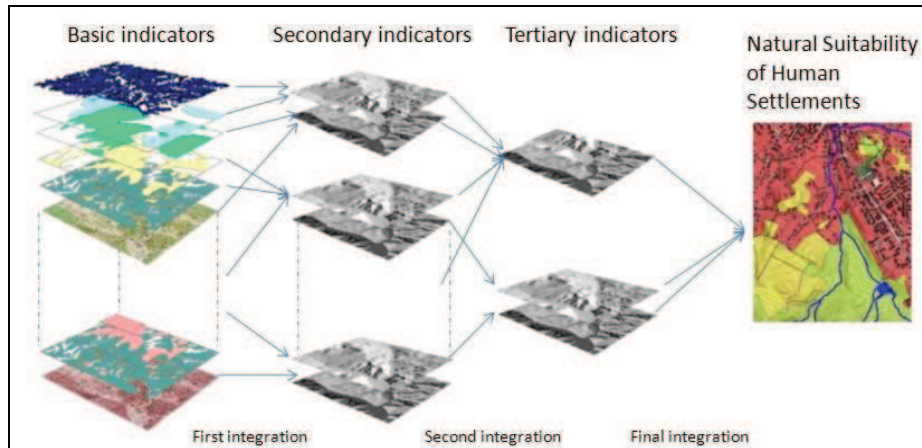 Basic indicators
Secondary indicators
Tertiary indicators
Natural Suitability
of Human
Settlements
First integration
Second integration
Final integration